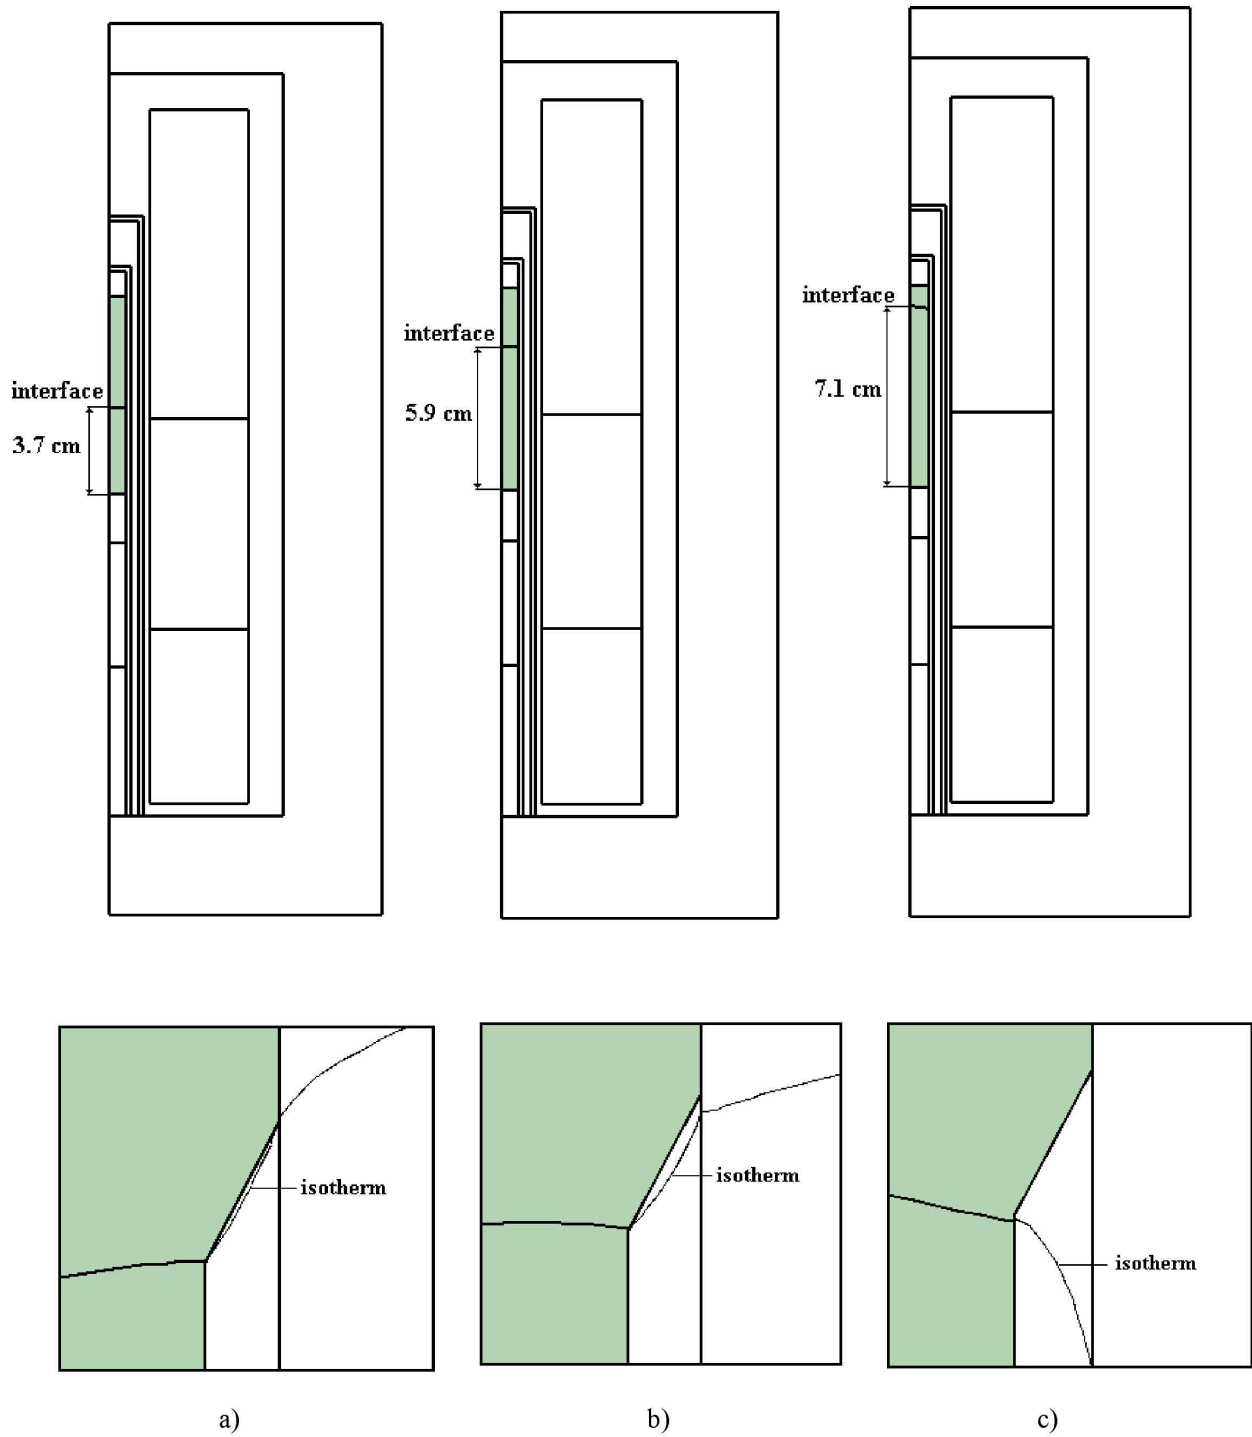 interface
3.7 cm
interface
5.9 cm
interface
7.1 cm
isotherm
isotherm
isotherm
a)
b)
c)